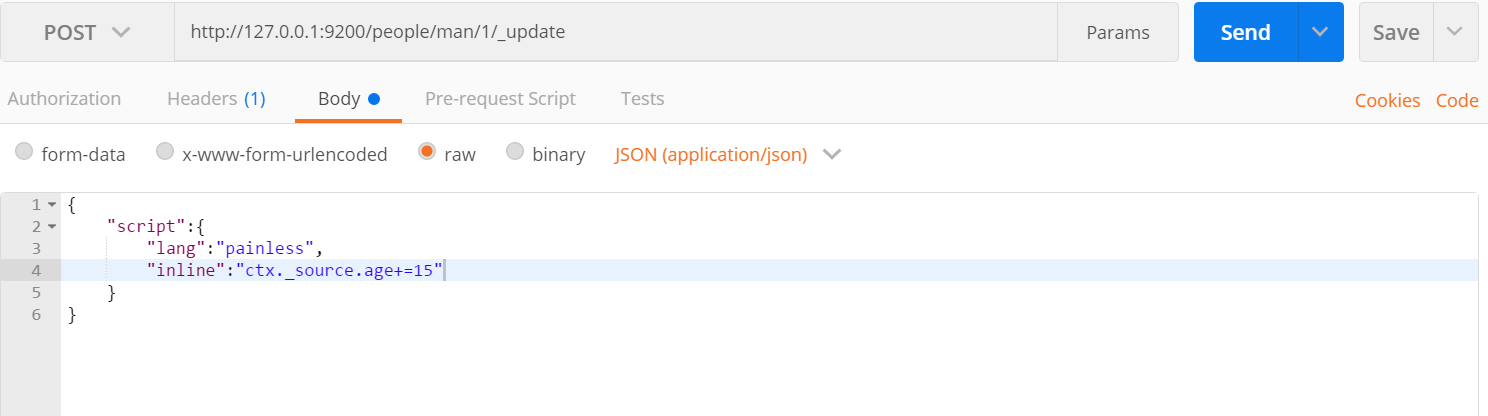 POST http://127.0.0.1:9200/people/man/1/_update Params Send Save
Authorization Headers (1) Body Pre-request Script Tests Cookies Code
form-data x-www-form-urlencoded raw binary JSON (application/json)
1 {
2 "script":{
3 "lang":"painless",
4 "inline":"ctx._source.age+=15"
5 }
6 }